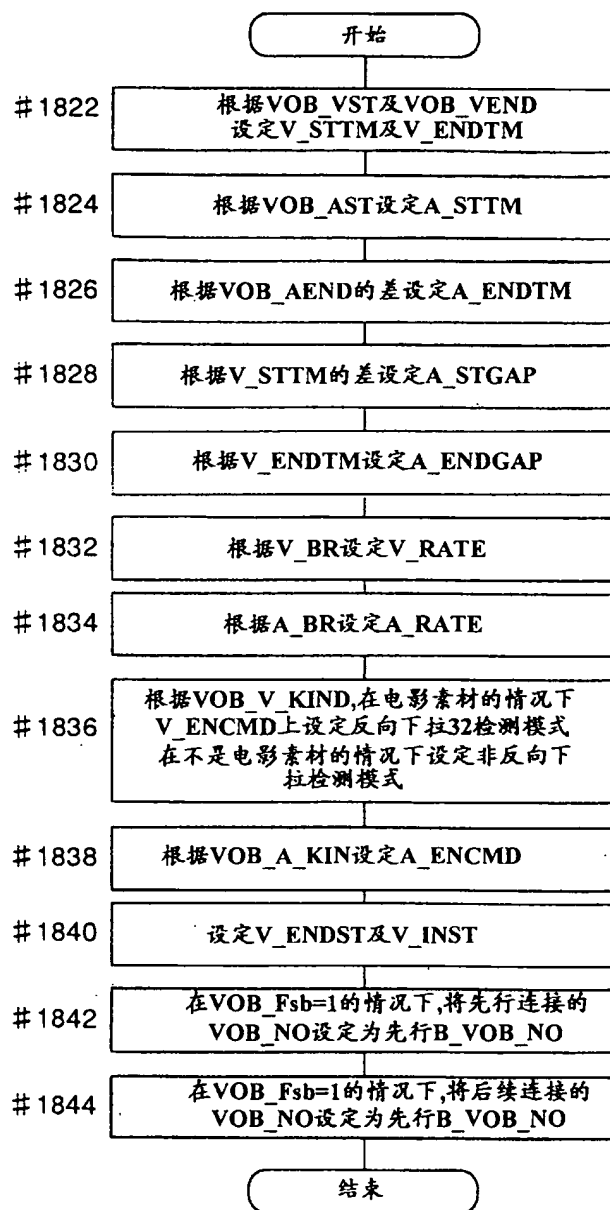 开始
#1822
根据VOB_VST及VOB_VEND
设定V_STTM及V_ENDTM
#1824
根据VOB_AST设定A_STTM
#1826
根据VOB_AEND的差设定A_ENDTM
#1828
根据V_STTM的差设定A_STGAP
#1830
根据V_ENDTM设定A_ENDGAP
#1832
根据V_BR设定V_RATE
#1834
根据A_BR设定A_RATE
#1836
根据VOB_V_KIND,在电影素材的情况下
V_ENCMD上设定反向下拉32检测模式
在不是电影素材的情况下设定非反向下
拉检测模式
#1838
根据VOB_A_KIN设定A_ENCMD
#1840
设定V_ENDST及V_INST
#1842
在VOB_Fsb=1的情况下,将先行连接的
VOB_NO设定为先行B_VOB_NO
#1844
在VOB_Fsb=1的情况下,将后续连接的
VOB_NO设定为先行B_VOB_NO
结束